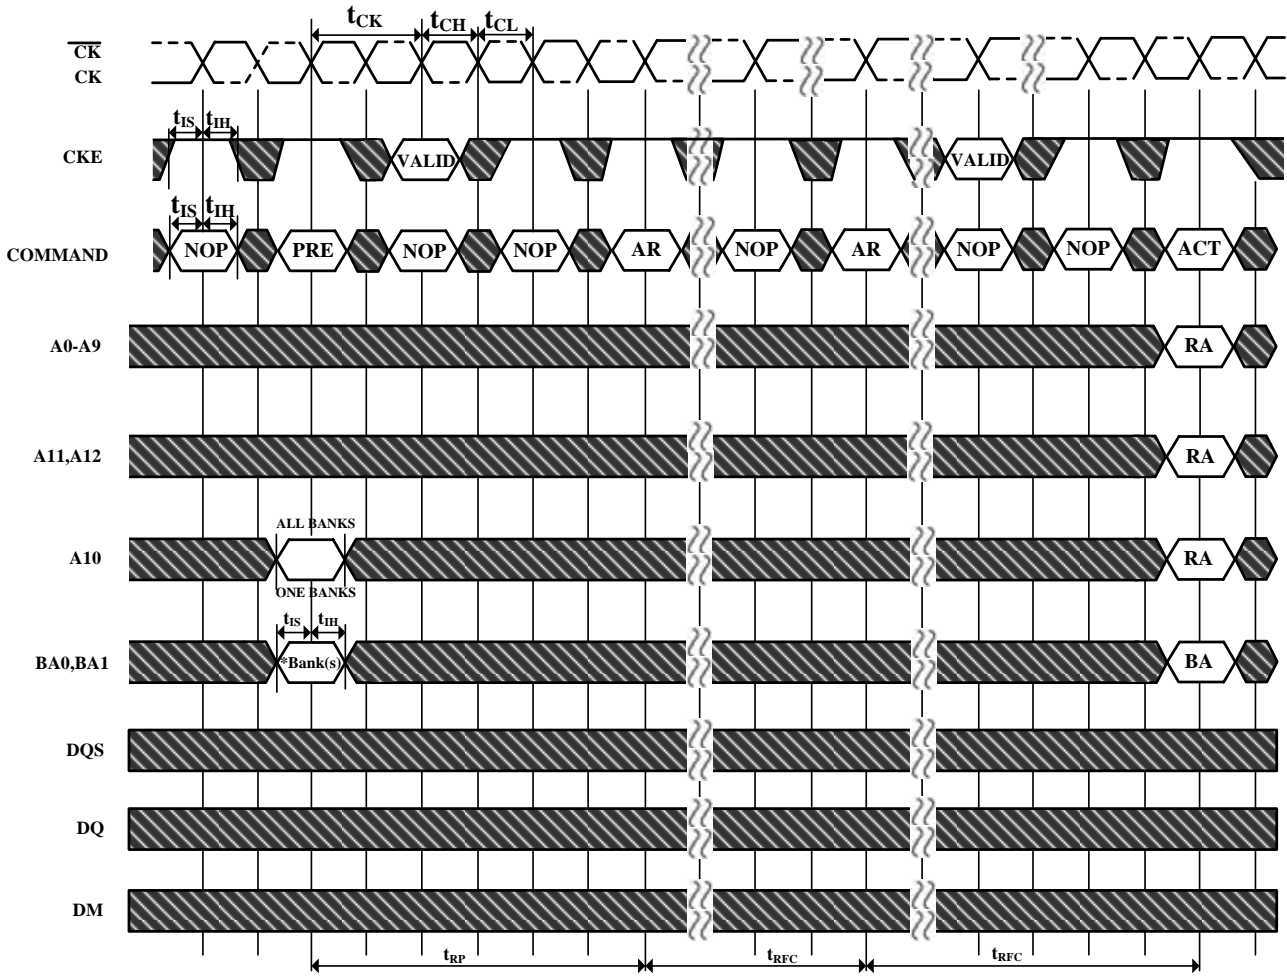 tCK tCH tCL
CK
CK
tIS tIH
CKE VALID VALID
tIS tIH
COMMAND NOP PRE NOP NOP AR NOP AR NOP NOP ACT
A0-A9 RA
A11,A12 RA
ALL BANKS
A10 RA
ONE BANKS
tIS tIH
BA0,BA1 *Bank(s) BA
DQS
DQ
DM
tRP tRFC tRFC